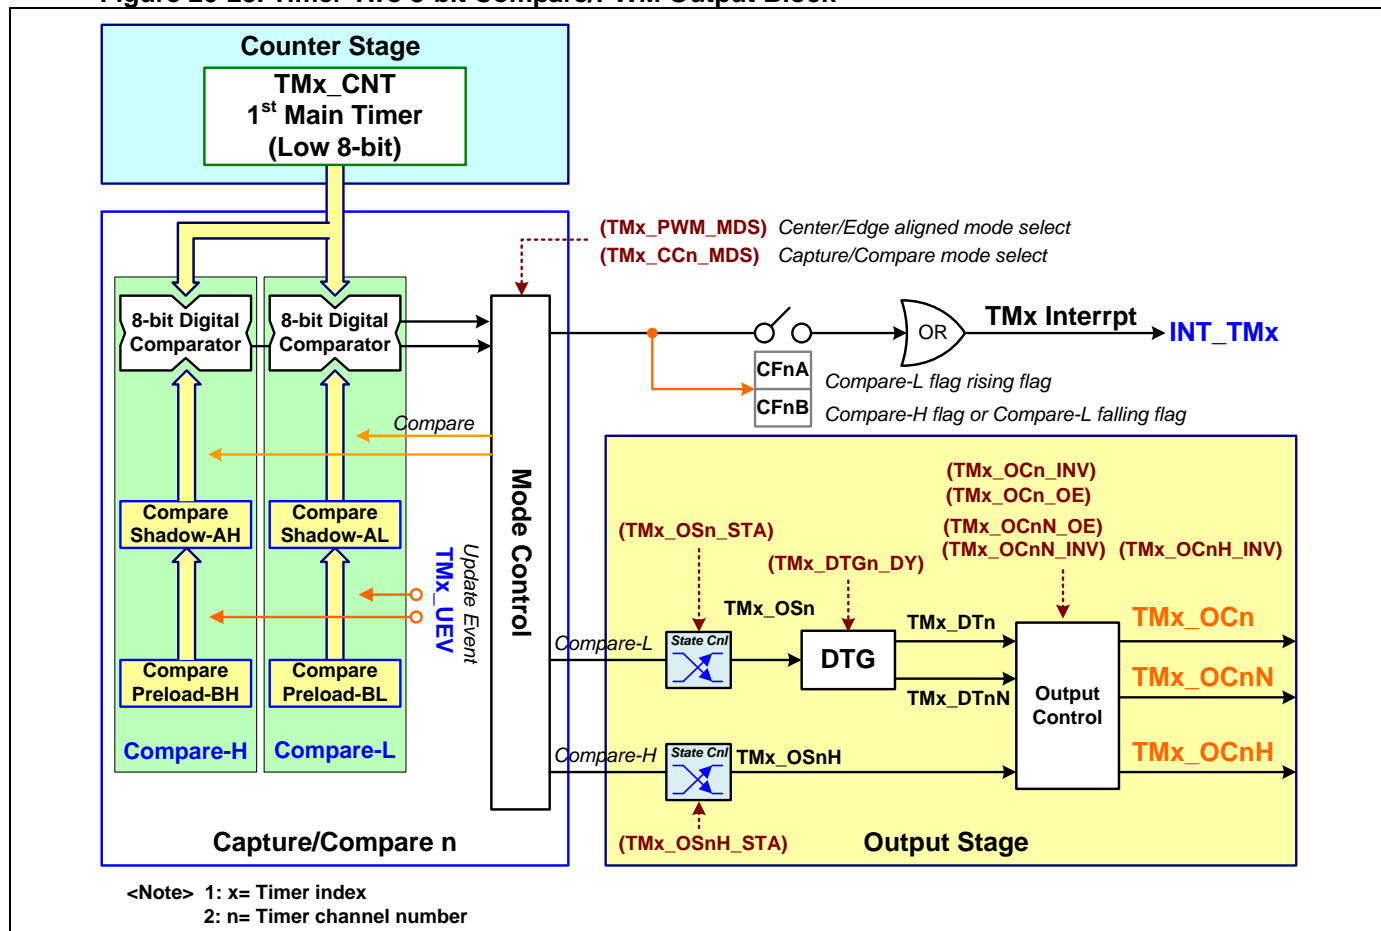 Counter Stage
TMx_CNT
1st Main Timer
(Low 8-bit)
(TMx_PWM_MDS) Center/Edge aligned mode select
(TMx_CCn_MDS) Capture/Compare mode select
8-bit Digital
Comparator
8-bit Digital
Comparator
OR
TMx Interrpt
INT_TMx
CFnA
CFnB
Compare-L flag rising flag
Compare-H flag or Compare-L falling flag
Compare
Mode Control
Compare
Shadow-AH
Compare
Shadow-AL
Update Event
TMx_UEV
Compare
Preload-BH
Compare
Preload-BL
Compare-H
Compare-L
Capture/Compare n
(TMx_OCn_INV)
(TMx_OCn_OE)
(TMx_OCnN_OE)
(TMx_OCnN_INV)
(TMx_OCnH_INV)
(TMx_OSn_STA)
(TMx_DTGn_DY)
TMx_OSn
TMx_DTn
TMx_OCn
Compare-L
State Cnl
DTG
TMx_DTnN
Output
Control
TMx_OCnN
Compare-H
State Cnl
TMx_OSnH
TMx_OCnH
(TMx_OSnH_STA)
Output Stage
<Note> 1: x= Timer index
2: n= Timer channel number